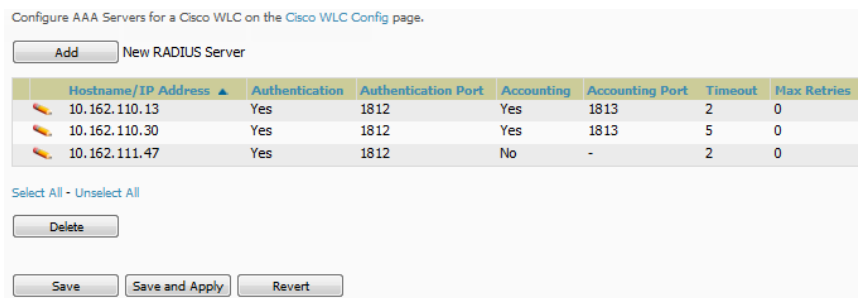 Configure AAA Servers for a Cisco WLC on the Cisco WLC Config page.
Add New RADIUS Server
Hostname/IP Address ▲ Authentication Authentication Port Accounting Accounting Port Timeout Max Retries
10.162.110.13 Yes 1812 Yes 1813 2 0
10.162.110.30 Yes 1812 Yes 1813 5 0
10.162.111.47 Yes 1812 No - 2 0
Select All - Unselect All
Delete
Save Save and Apply Revert